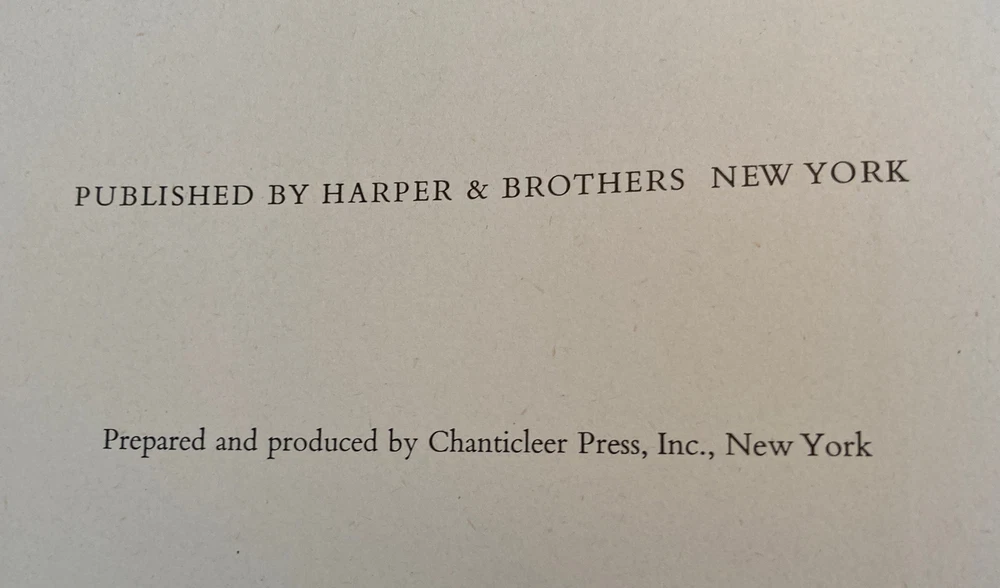 PUBLISHED BY HARPER & BROTHERS NEW YORK
Prepared and produced by Chanticleer Press, Inc., New York